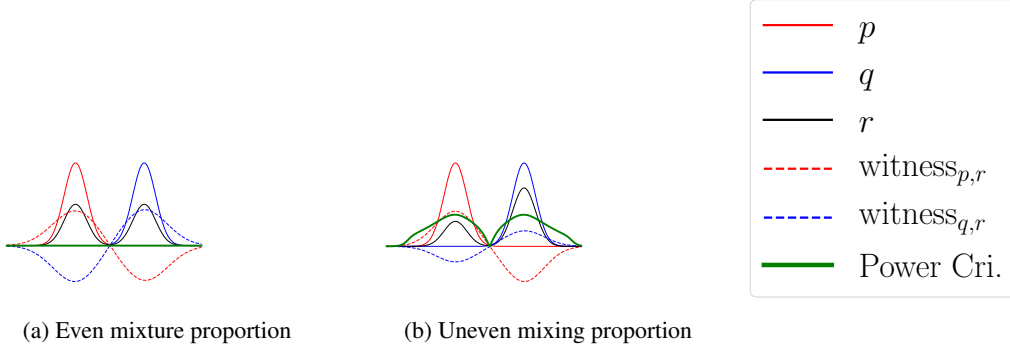 p
q
r
witness_{p,r}
witness_{q,r}
Power Cri.
(a) Even mixture proportion
(b) Uneven mixing proportion